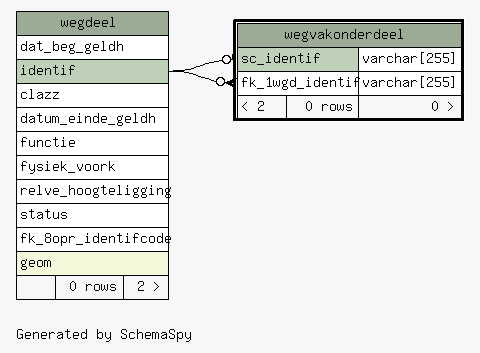 wegdeel
dat_beg_geldh
identif
clazz
datum_einde_geldh
functie
fysiek_voork
relve_hoogteligging
status
fk_8opr_identifcode
geom
0 rows 2 >
wegvakonderdeel
sc_identif varchar[255]
fk_1wgd_identif varchar[255]
< 2 0 rows 0 >
Generated by SchemaSpy